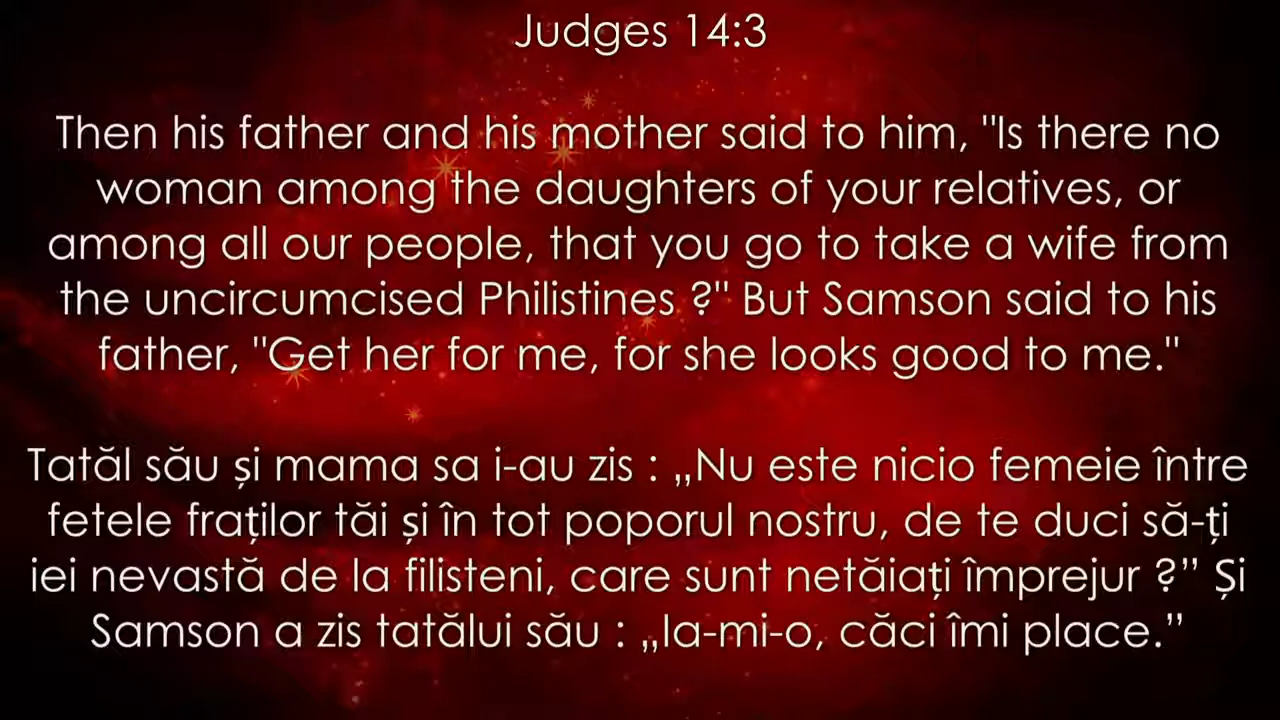 Judges 14:3
Then his father and his mother said to him, "Is there no
woman among the daughters of your relatives, or
among all our people, that you go to take a wife from
the uncircumcised Philistines ?" But Samson said to his
father, "Get her for me, for she looks good to me."
Tatăl său și mama sa i-au zis : „Nu este nicio femeie între
fetele fraților tăi și în tot poporul nostru, de te duci să-ți
iei nevastă de la filisteni, care sunt netăiați împrejur ?” Și
Samson a zis tatălui său : „Ia-mi-o, căci îmi place.”